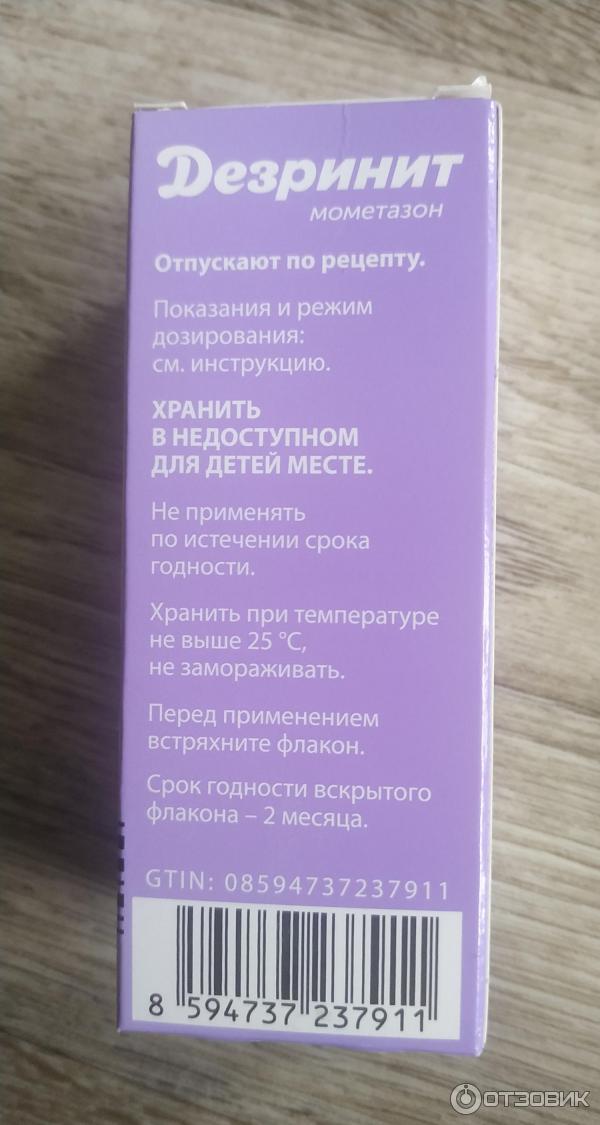 Дезринит
мометазон
Отпускают по рецепту.
Показания и режим
дозирования:
см. инструкцию.
ХРАНИТЬ
В НЕДОСТУПНОМ
ДЛЯ ДЕТЕЙ МЕСТЕ.
Не применять
по истечении срока
годности.
Хранить при температуре
не выше 25 °C,
не замораживать.
Перед применением
встряхните флакон.
Срок годности вскрытого
флакона – 2 месяца.
GTIN: 08594737237911
8 594737 237911
ОТЗОВИК